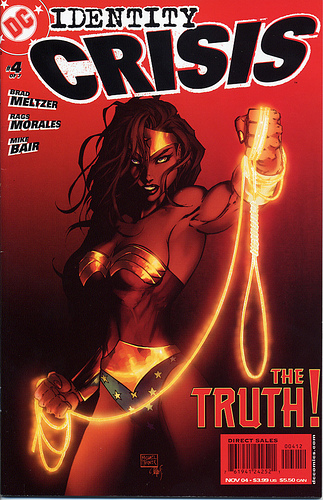 DC
IDENTITY
CRISIS
#4
OF 7
BRAD
MELTZER
RAGS
MORALES
MIKE
BAIR
THE
TRUTH!
DIRECT SALES
00412
NOV 04 - $3.99 US $5.50 CAN
dccomics.com